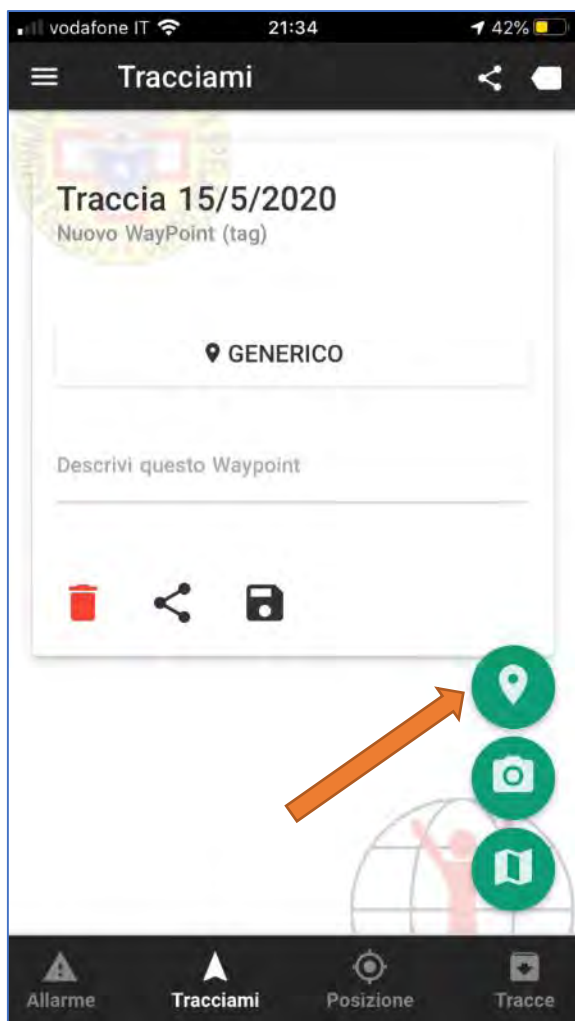 vodafone IT 21:34 42%
Tracciami
Traccia 15/5/2020
Nuovo WayPoint (tag)
GENERICO
Descrivi questo Waypoint
Allarme Tracciami Posizione Tracce